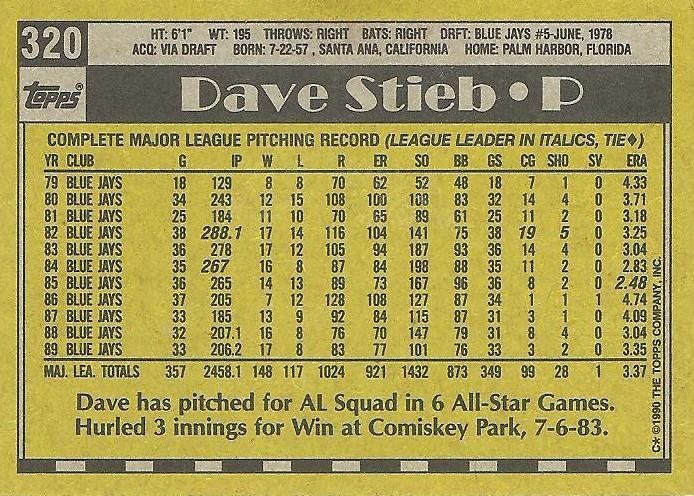 320
HT: 6'1" WT: 195 THROWS: RIGHT BATS: RIGHT DRFT: BLUE JAYS #5-JUNE, 1978
ACQ: VIA DRAFT BORN: 7-22-57 , SANTA ANA, CALIFORNIA HOME: PALM HARBOR, FLORIDA
TOPPS®
Dave Stieb • P
COMPLETE MAJOR LEAGUE PITCHING RECORD (LEAGUE LEADER IN ITALICS, TIE♦)
YR CLUB G IP W L R ER SO BB GS CG SHO SV ERA
79 BLUE JAYS 18 129 8 8 70 62 52 48 18 7 1 0 4.33
80 BLUE JAYS 34 243 12 15 108 100 108 83 32 14 4 0 3.71
81 BLUE JAYS 25 184 11 10 70 65 89 61 25 11 2 0 3.18
82 BLUE JAYS 38 288.1 17 14 116 104 141 75 38 19 5 0 3.25
83 BLUE JAYS 36 278 17 12 105 94 187 93 36 14 4 0 3.04
84 BLUE JAYS 35 267 16 8 87 84 198 88 35 11 2 0 2.83
85 BLUE JAYS 36 265 14 13 89 73 167 96 36 8 2 0 2.48
86 BLUE JAYS 37 205 7 12 128 108 127 87 34 1 1 1 4.74
87 BLUE JAYS 33 185 13 9 92 84 115 87 31 3 1 0 4.09
88 BLUE JAYS 32 207.1 16 8 76 70 147 79 31 8 4 0 3.04
89 BLUE JAYS 33 206.2 17 8 83 77 101 76 33 3 2 0 3.35
MAJ. LEA. TOTALS 357 2458.1 148 117 1024 921 1432 873 349 99 28 1 3.37
Dave has pitched for AL Squad in 6 All-Star Games.
Hurled 3 innings for Win at Comiskey Park, 7-6-83.
C* ©1990 THE TOPPS COMPANY, INC.